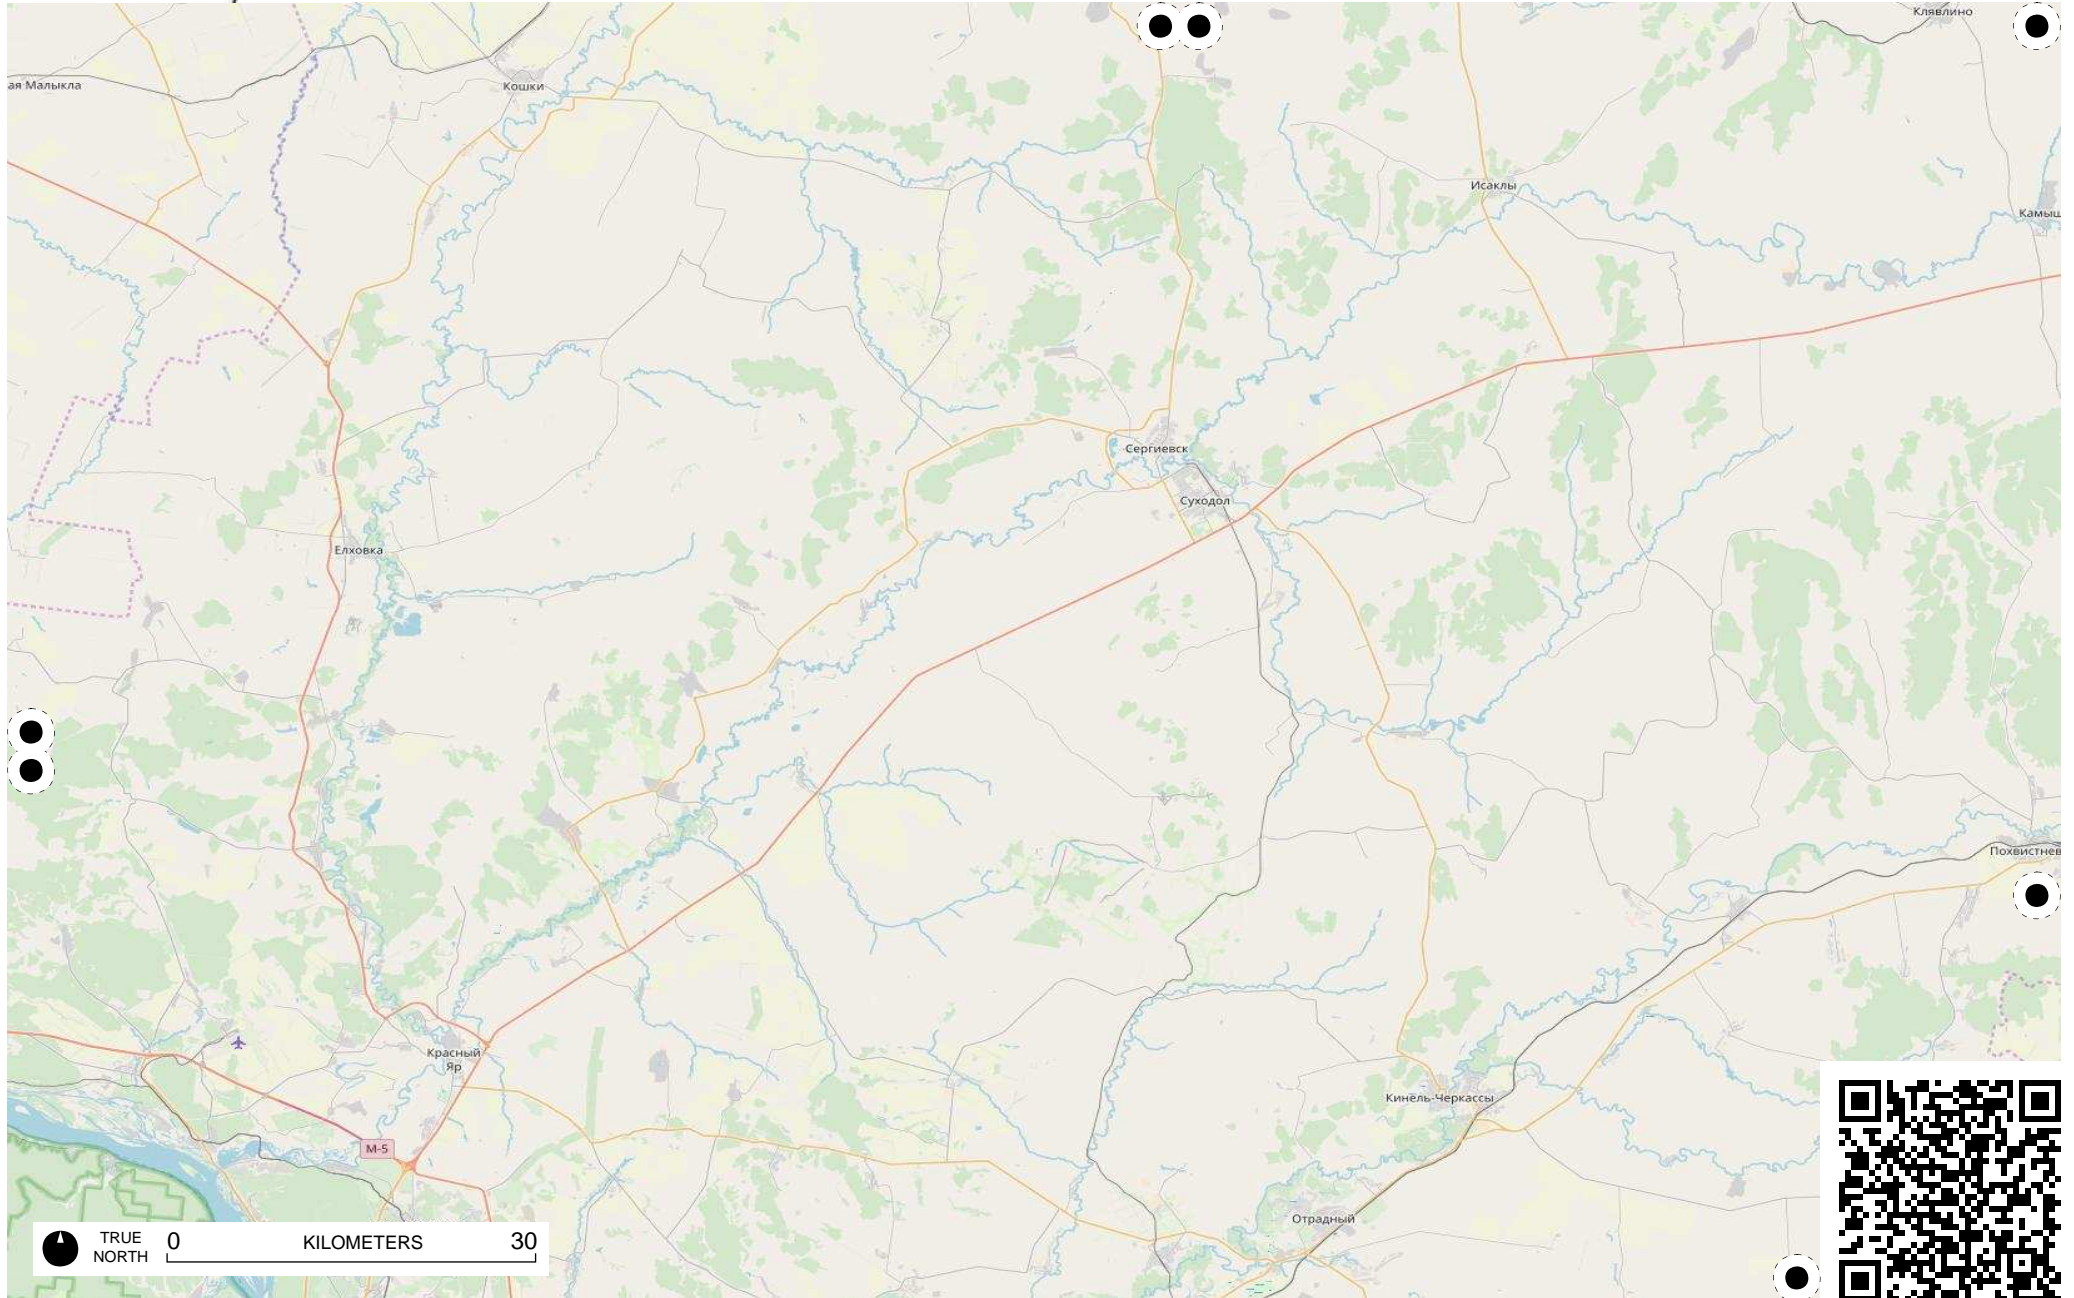 Клявлино
ая Малыкла
Кошки
Исаклы
Камыш
Сергиевск
Суходол
Елховка
Похвистнев
Красный
Яр
Кинель-Черкассы
М-5
Отрадный
TRUE
NORTH
0 KILOMETERS 30